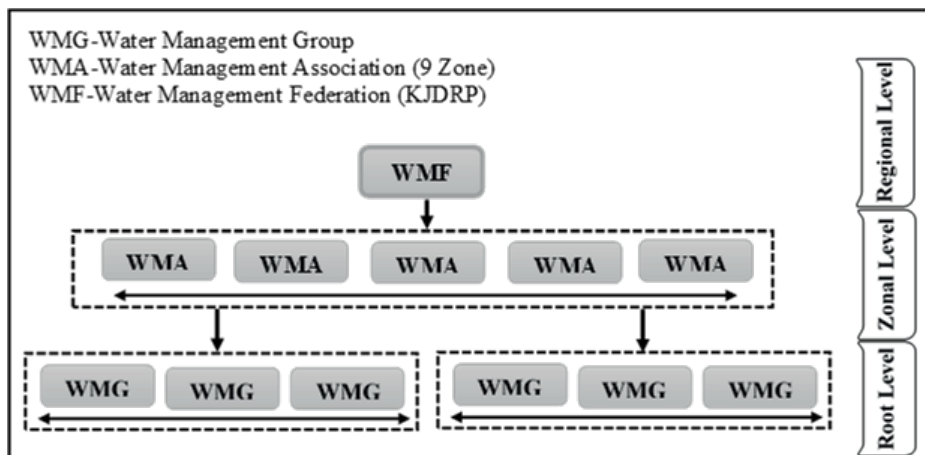 WMG-Water Management Group
WMA-Water Management Association (9 Zone)
WMF-Water Management Federation (KJDRP)
Regional Level
WMF
Zonal Level
WMA WMA WMA WMA WMA
Root Level
WMG WMG WMG WMG WMG WMG